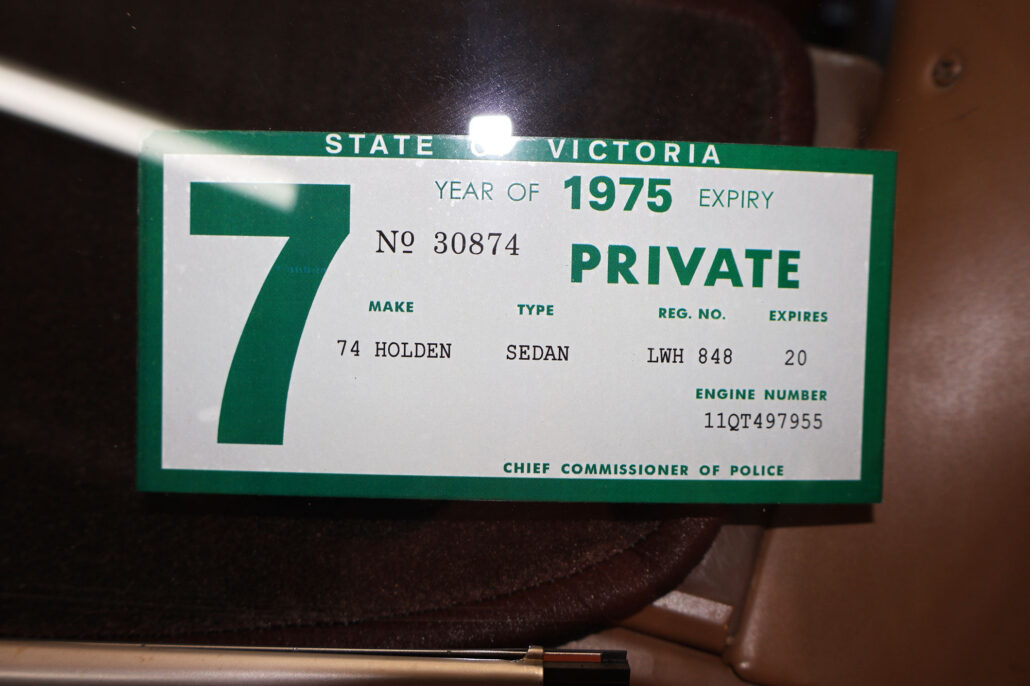 STATE OF VICTORIA
7
YEAR OF 1975 EXPIRY
Nº 30874
PRIVATE
MAKE TYPE REG. NO. EXPIRES
74 HOLDEN SEDAN LWH 848 20
ENGINE NUMBER
11QT497955
CHIEF COMMISSIONER OF POLICE